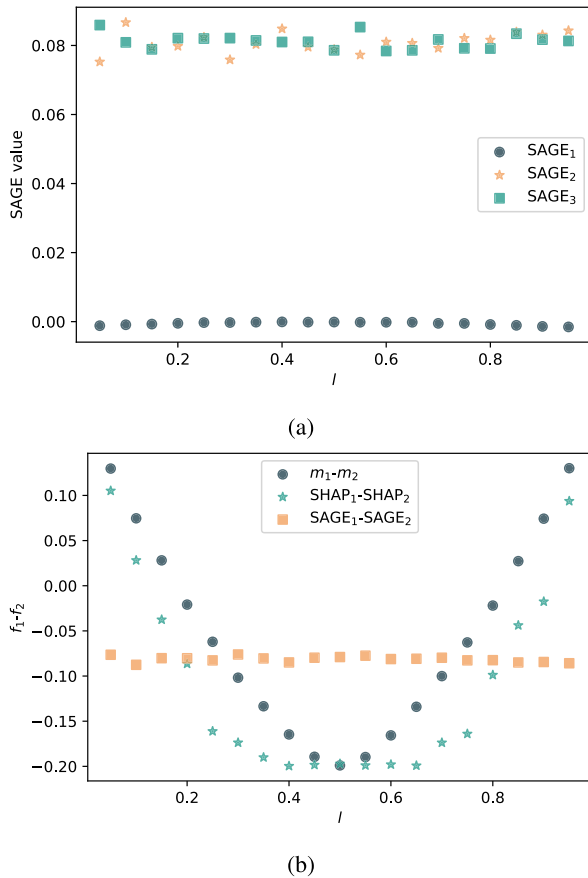 0.08
0.06
0.04
0.02
0.00
SAGE value
SAGE₁
SAGE₂
SAGE₃
0.2 0.4 0.6 0.8
l
(a)
0.10
0.05
0.00
−0.05
−0.10
−0.15
−0.20
f₁-f₂
m₁-m₂
SHAP₁-SHAP₂
SAGE₁-SAGE₂
0.2 0.4 0.6 0.8
l
(b)